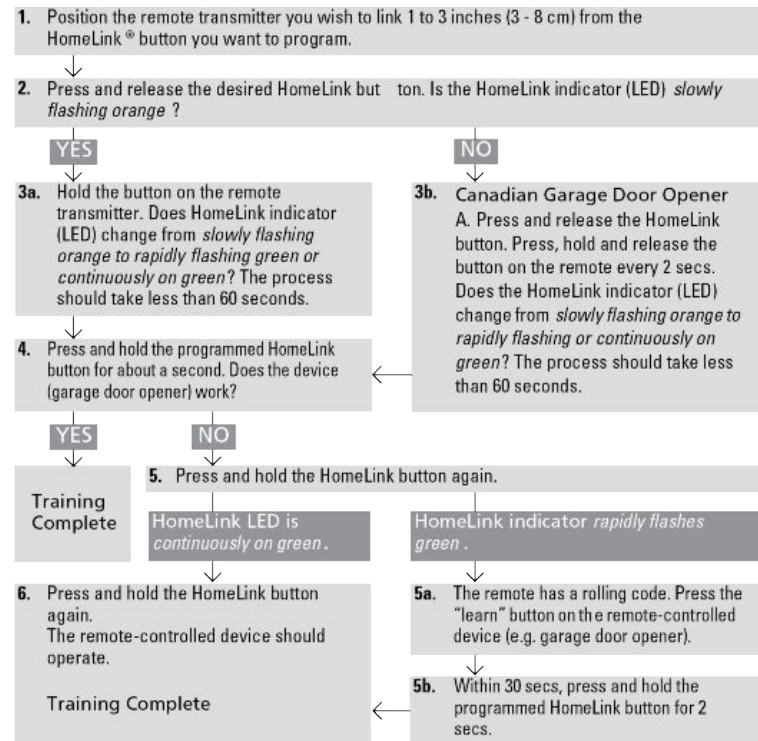 1. Position the remote transmitter you wish to link 1 to 3 inches (3 - 8 cm) from the
HomeLink ® button you want to program.
2. Press and release the desired HomeLink but ton. Is the HomeLink indicator (LED) slowly
flashing orange ?
YES
NO
3a. Hold the button on the remote
transmitter. Does HomeLink indicator
(LED) change from slowly flashing
orange to rapidly flashing green or
continuously on green? The process
should take less than 60 seconds.
3b. Canadian Garage Door Opener
A. Press and release the HomeLink
button. Press, hold and release the
button on the remote every 2 secs.
Does the HomeLink indicator (LED)
change from slowly flashing orange to
rapidly flashing or continuously on
green? The process should take less
than 60 seconds.
4. Press and hold the programmed HomeLink
button for about a second. Does the device
(garage door opener) work?
YES
NO
Training
Complete
5. Press and hold the HomeLink button again.
HomeLink LED is
continuously on green.
HomeLink indicator rapidly flashes
green .
6. Press and hold the HomeLink button
again.
The remote-controlled device should
operate.
Training Complete
5a. The remote has a rolling code. Press the
“learn” button on the remote-controlled
device (e.g. garage door opener).
5b. Within 30 secs, press and hold the
programmed HomeLink button for 2
secs.